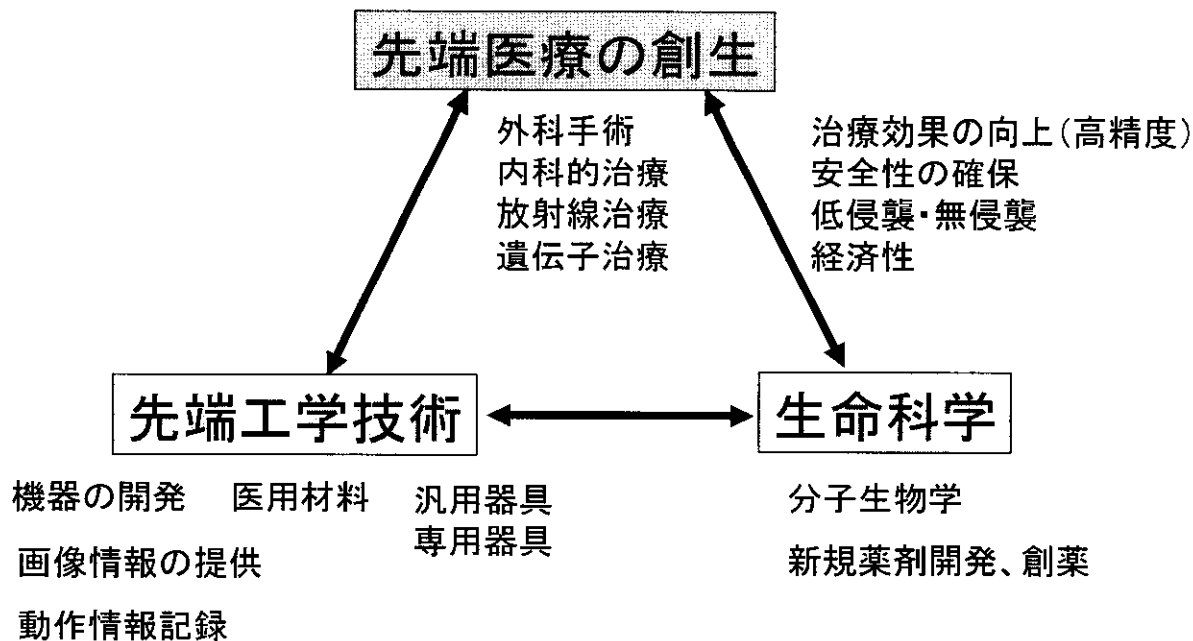 先端医療の創生
外科手術
内科的治療
放射線治療
遺伝子治療
治療効果の向上(高精度)
安全性の確保
低侵襲・無侵襲
経済性
先端工学技術
生命科学
機器の開発 医用材料 汎用器具
専用器具
画像情報の提供
動作情報記録
分子生物学
新規薬剤開発、創薬